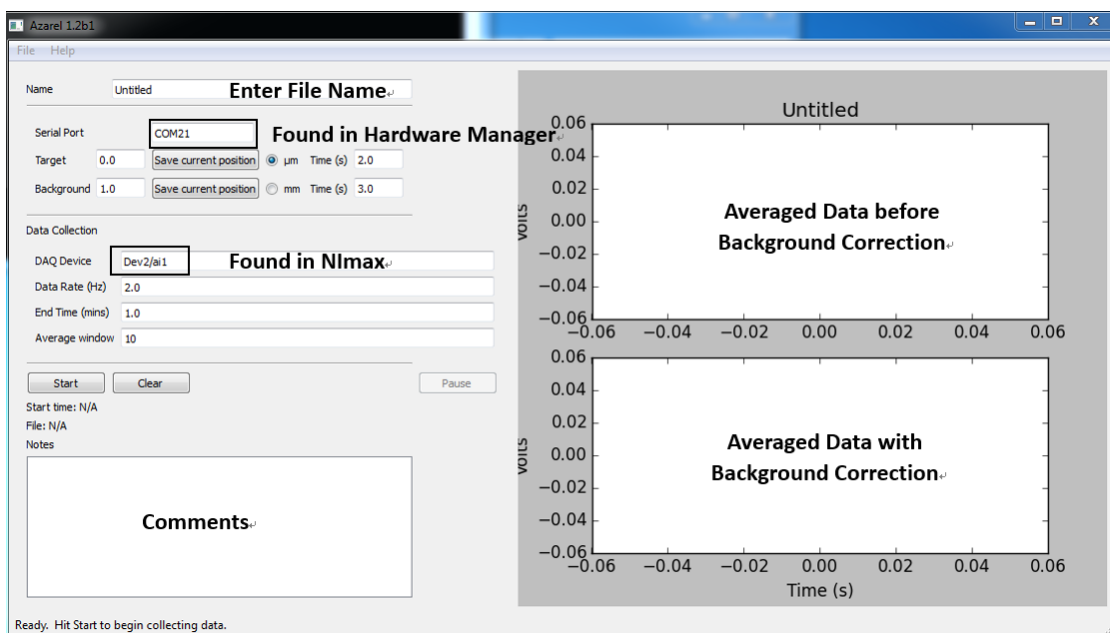 Azarel 1.2b1
File Help
Name Untitled Enter File Name
Serial Port COM21 Found in Hardware Manager
Target 0.0 Save current position µm Time (s) 2.0
Background 1.0 Save current position mm Time (s) 3.0
Data Collection
DAQ Device Dev2/ai1 Found in NImax
Data Rate (Hz) 2.0
End Time (mins) 1.0
Average window 10
Start Clear Pause
Start time: N/A
File: N/A
Notes
Comments
Ready. Hit Start to begin collecting data.
Untitled
0.06
0.04
0.02
0.00
−0.02
−0.04
−0.06
Volts
Averaged Data before
Background Correction
−0.06 −0.04 −0.02 0.00 0.02 0.04 0.06
0.06
0.04
0.02
0.00
−0.02
−0.04
−0.06
Volts
Averaged Data with
Background Correction
−0.06 −0.04 −0.02 0.00 0.02 0.04 0.06
Time (s)